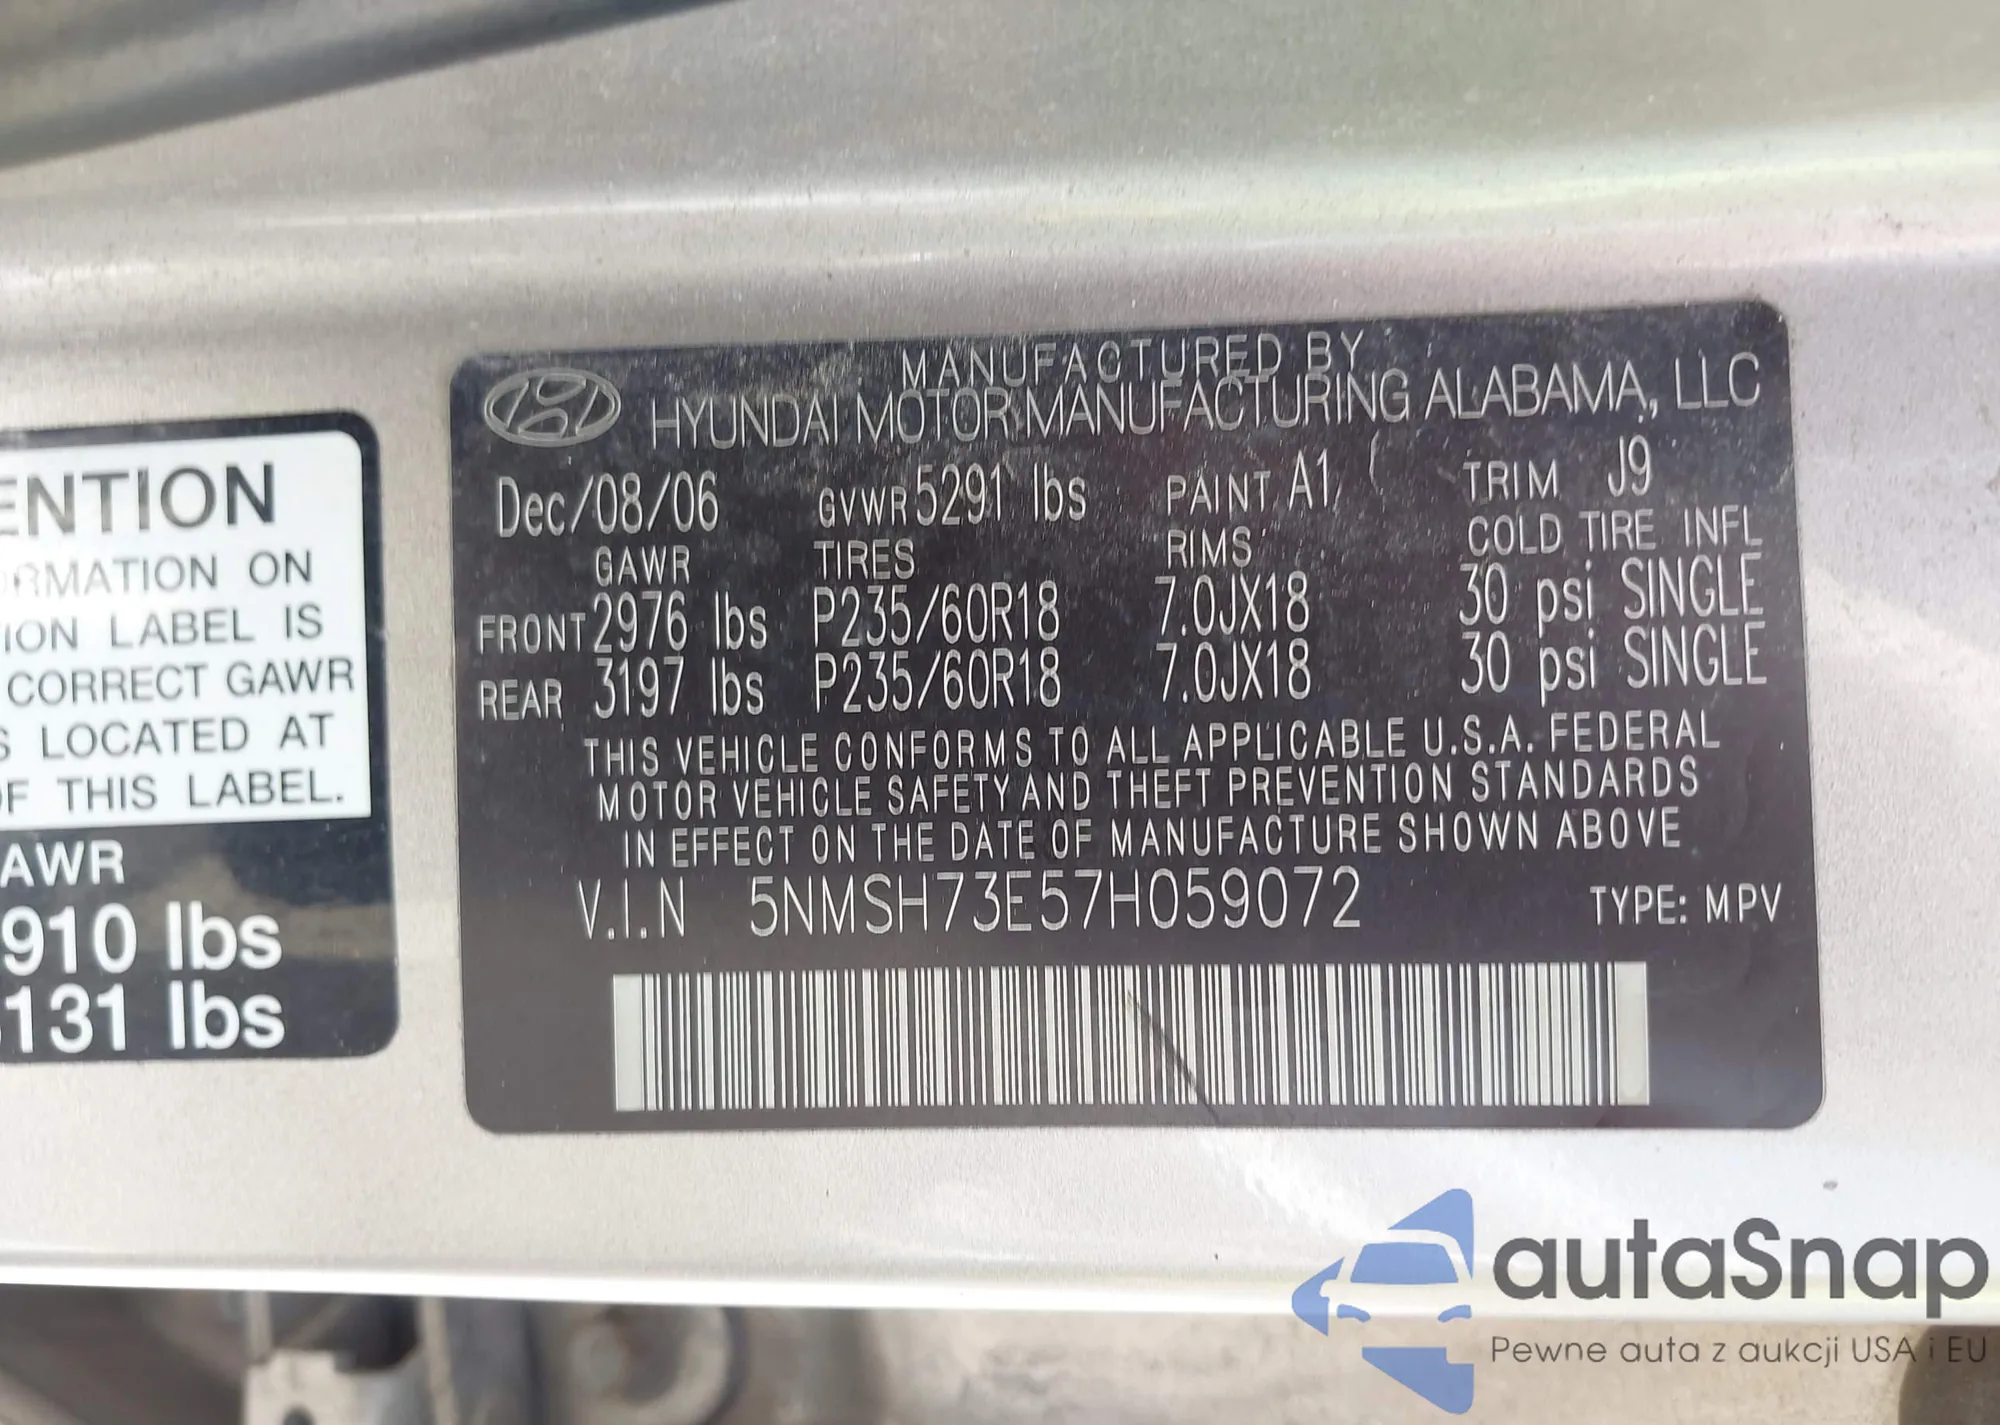 ENTION
ORMATION ON
ION LABEL IS
CORRECT GAWR
S LOCATED AT
OF THIS LABEL.
AWR
910 lbs
131 lbs
MANUFACTURED BY
HYUNDAI MOTOR MANUFACTURING ALABAMA, LLC
Dec/08/06 GVWR 5291 lbs PAINT A1 TRIM J9
GAWR TIRES RIMS COLD TIRE INFL
FRONT 2976 lbs P235/60R18 7.0JX18 30 psi SINGLE
REAR 3197 lbs P235/60R18 7.0JX18 30 psi SINGLE
THIS VEHICLE CONFORMS TO ALL APPLICABLE U.S.A. FEDERAL
MOTOR VEHICLE SAFETY AND THEFT PREVENTION STANDARDS
IN EFFECT ON THE DATE OF MANUFACTURE SHOWN ABOVE
V.I.N 5NMSH73E57H059072 TYPE: MPV
autaSnap
Pewne auta z aukcji USA i EU